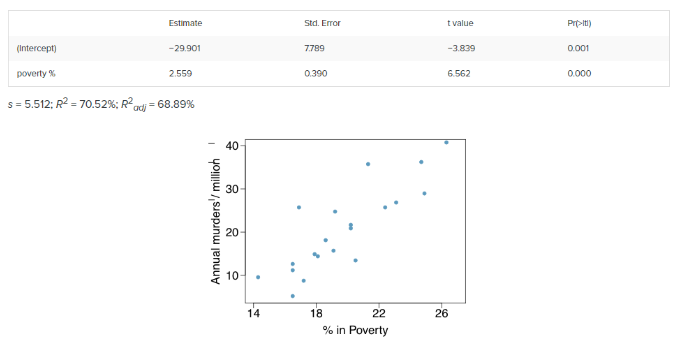 Estimate Std. Error t value Pr(>|t|)
(Intercept) −29.901 7.789 −3.839 0.001
poverty % 2.559 0.390 6.562 0.000
s = 5.512; R² = 70.52%; R²adj = 68.89%
Annual murders / million
40
30
20
10
14 18 22 26
% in Poverty